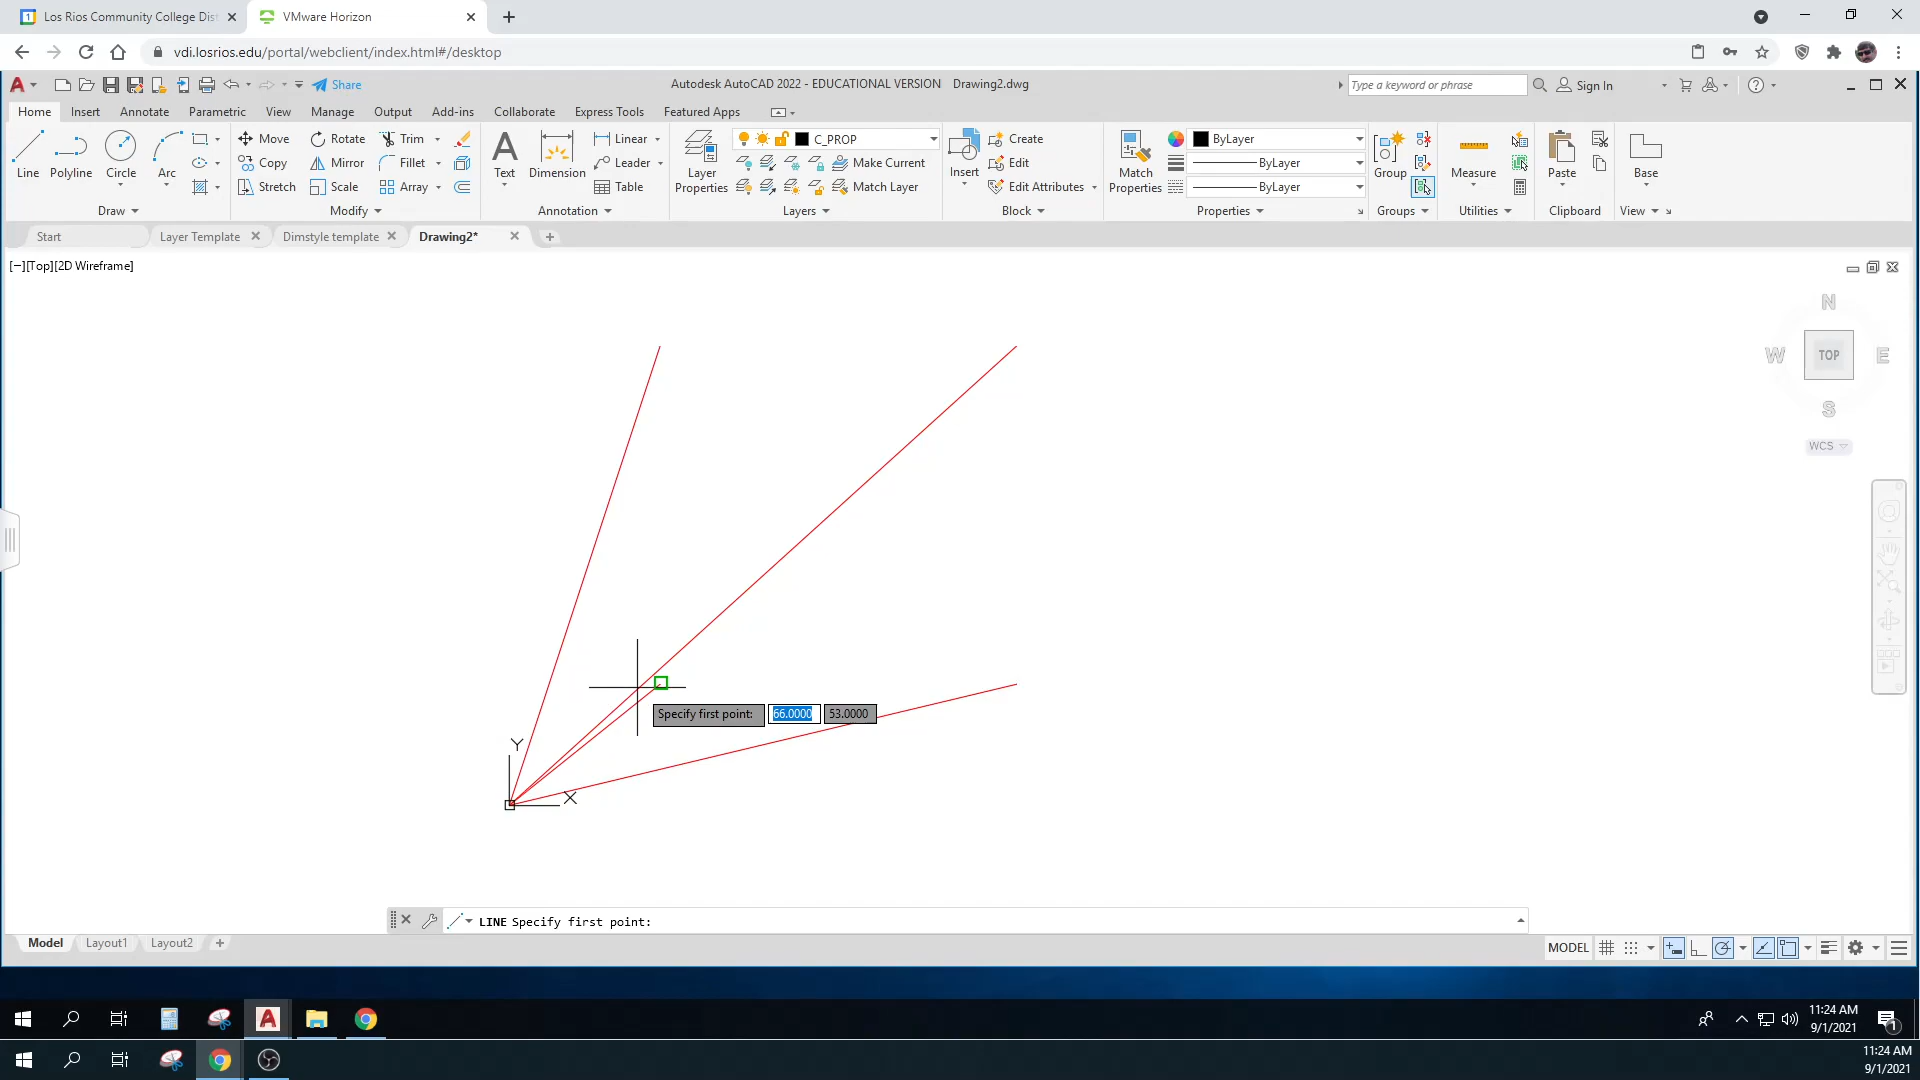 Los Rios Community College Dist
VMware Horizon
vdi.losrios.edu/portal/webclient/index.html#/desktop
Share
Autodesk AutoCAD 2022 - EDUCATIONAL VERSION Drawing2.dwg
Type a keyword or phrase
Sign In
Home Insert Annotate Parametric View Manage Output Add-ins Collaborate Express Tools Featured Apps
Line Polyline Circle Arc
Draw
Move Rotate Trim
Copy Mirror Fillet
Stretch Scale Array
Modify
Text Dimension
Linear
Leader
Table
Annotation
Layer Properties
C_PROP
Make Current
Match Layer
Layers
Insert
Create
Edit
Edit Attributes
Block
Match Properties
ByLayer
ByLayer
ByLayer
Properties
Group
Groups
Measure
Utilities
Paste
Clipboard
Base
View
Start Layer Template Dimstyle template Drawing2*
[−][Top][2D Wireframe]
N
W TOP E
S
WCS
Specify first point: 66.0000 53.0000
Y
X
LINE Specify first point:
Model Layout1 Layout2
MODEL
11:24 AM
9/1/2021
1
11:24 AM
9/1/2021